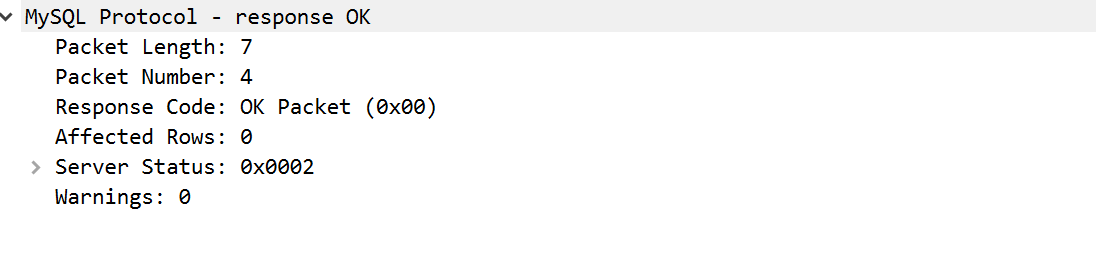 MySQL Protocol - response OK
Packet Length: 7
Packet Number: 4
Response Code: OK Packet (0x00)
Affected Rows: 0
Server Status: 0x0002
Warnings: 0